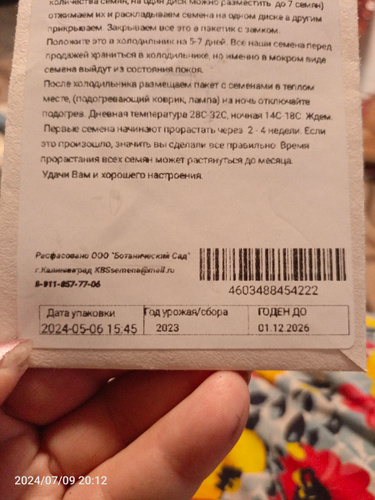 количества семян, на один диск можно разместить до 7 семян)
отжимаем их и раскладываем семена на одном диске а другим
прикрываем. Закрываем все это в пакетик с замком.
Положите это в холодильник на 5-7 дней. Все наши семена перед
продажей храниться в холодильнике, но именно в мокром виде
семена выйдут из состояния покоя.
После холодильника размещаем пакет с семенами в теплом
месте, (подогревающий коврик, лампа) на ночь отключайте
подогрев. Дневная температура 28С-32С, ночная 14С-18С. Ждем.
Первые семена начинают прорастать через 2 - 4 недели. Если
это произошло, значить вы сделали все правильно. Время
прорастания всех семян может растянуться до месяца.
Удачи Вам и хорошего настроения.
Расфасовано ООО "Ботанический Сад"
г.Калининград KBSsemena@mail.ru
8-911-857-77-06
4603488454222
Дата упаковки Год урожая/сбора ГОДЕН ДО
2024-05-06 15:45 2023 01.12.2026
2024/07/09 20:12